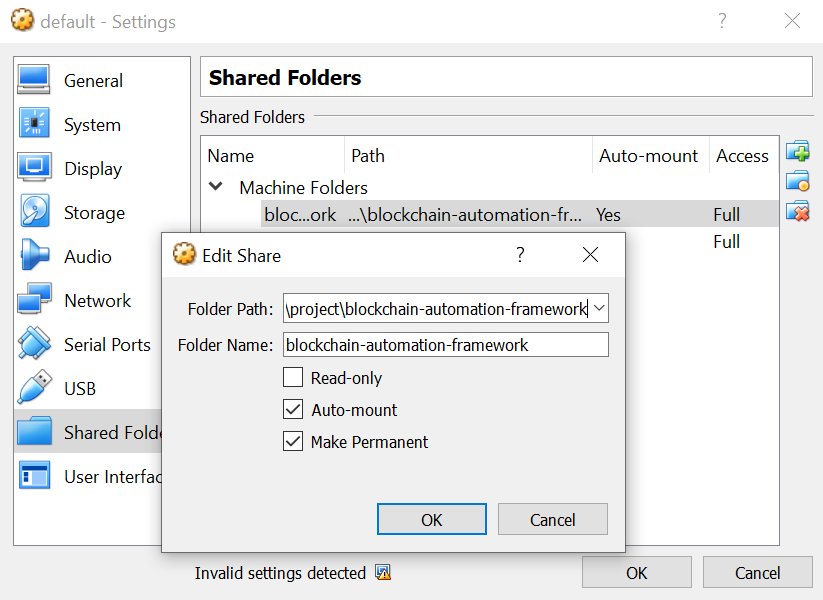 default - Settings
?
General
System
Display
Storage
Audio
Network
Serial Ports
USB
Shared Folde
User Interfac
Shared Folders
Shared Folders
Name Path Auto-mount Access
Machine Folders
bloc...ork ...\blockchain-automation-fr... Yes Full
Full
Edit Share ?
Folder Path: \project\blockchain-automation-framework
Folder Name: blockchain-automation-framework
Read-only
Auto-mount
Make Permanent
OK Cancel
Invalid settings detected
OK Cancel